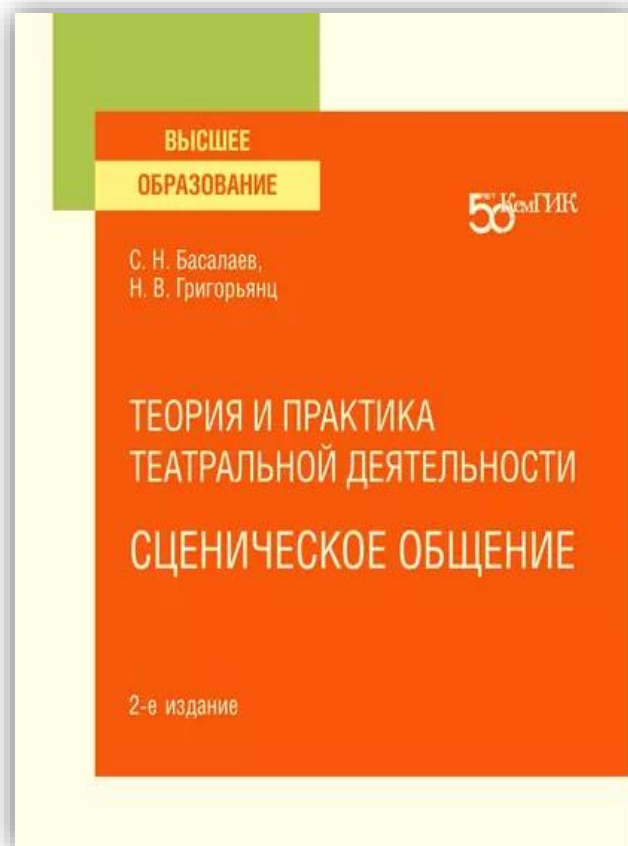 ВЫСШЕЕ
ОБРАЗОВАНИЕ
50 КемГИК
С. Н. Басалаев,
Н. В. Григорьянц
ТЕОРИЯ И ПРАКТИКА
ТЕАТРАЛЬНОЙ ДЕЯТЕЛЬНОСТИ
СЦЕНИЧЕСКОЕ ОБЩЕНИЕ
2-е издание